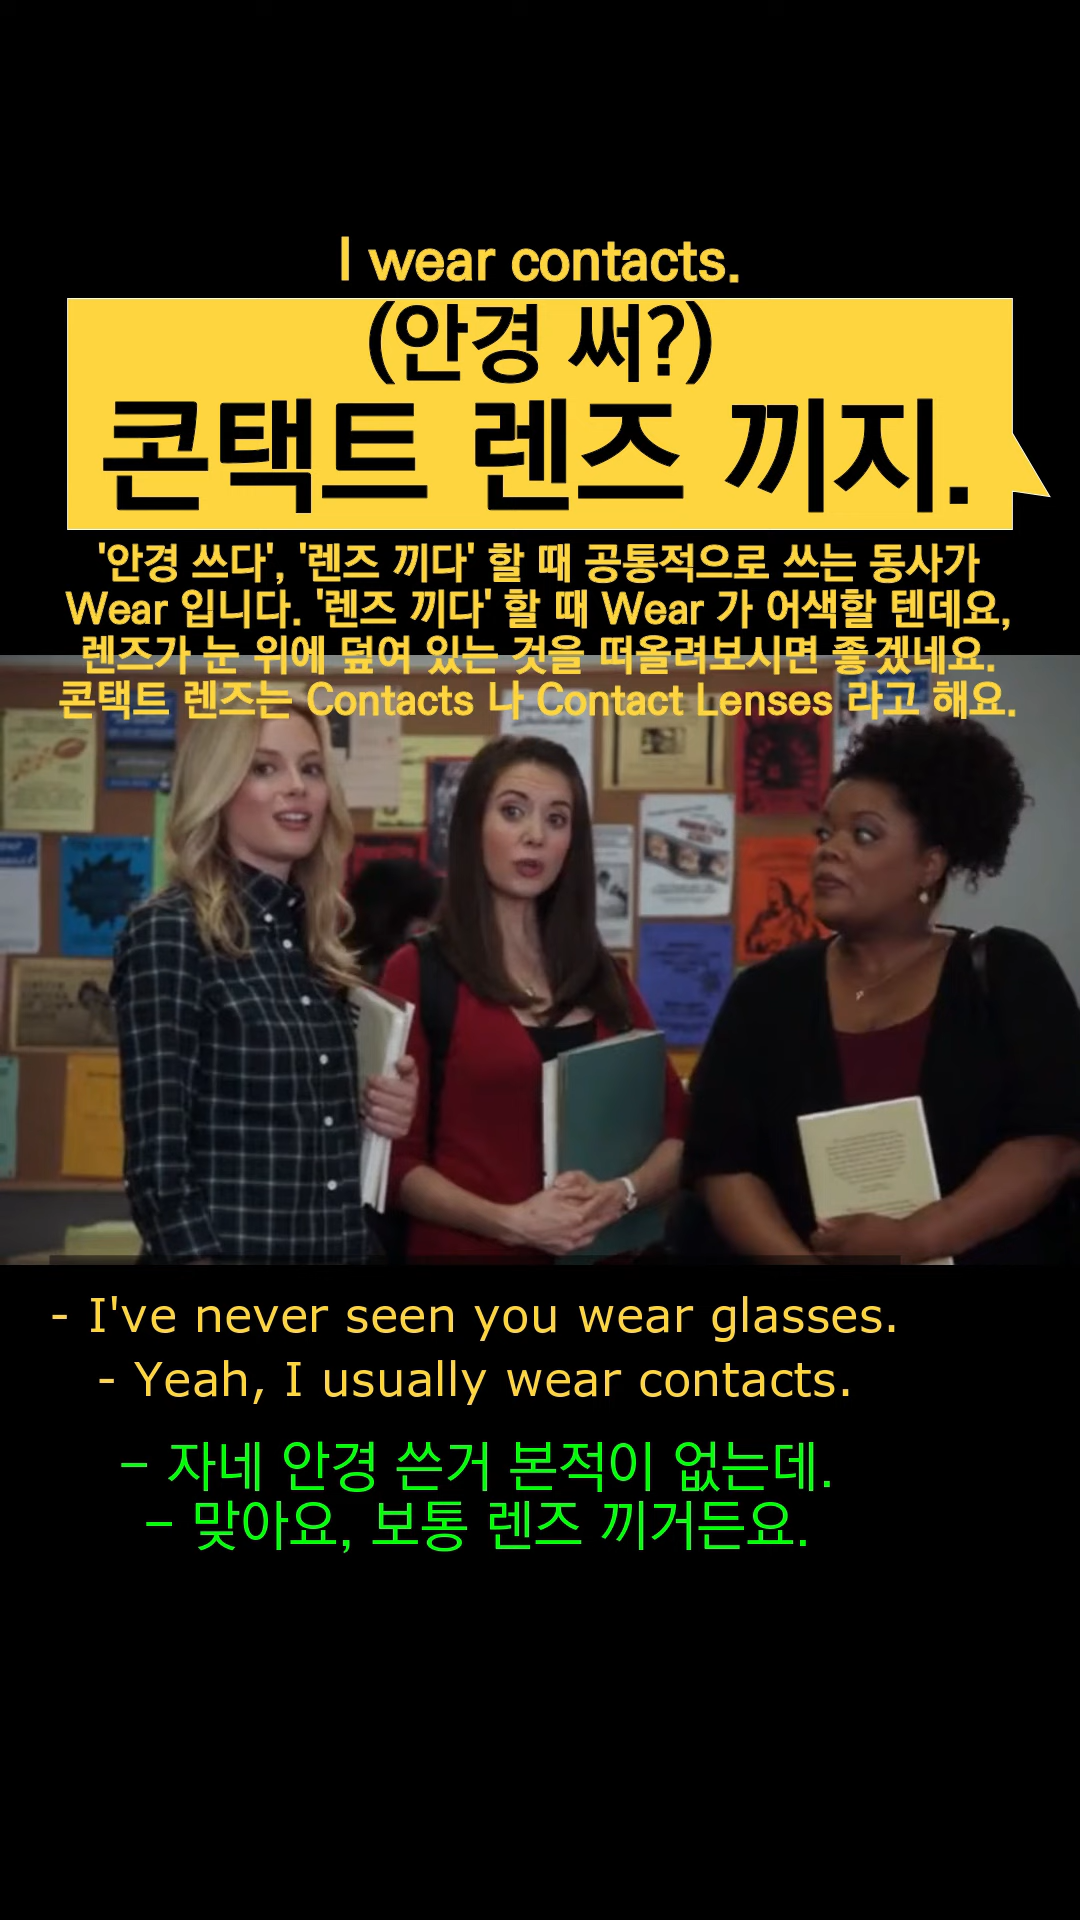 I wear contacts.
(안경 써?)
콘택트 렌즈 끼지.
'안경 쓰다', '렌즈 끼다' 할 때 공통적으로 쓰는 동사가
Wear 입니다. '렌즈 끼다' 할 때 Wear 가 어색할 텐데요,
렌즈가 눈 위에 덮여 있는 것을 떠올려보시면 좋겠네요.
콘택트 렌즈는 Contacts 나 Contact Lenses 라고 해요.
- I've never seen you wear glasses.
- Yeah, I usually wear contacts.
- 자네 안경 쓴거 본적이 없는데.
- 맞아요, 보통 렌즈 끼거든요.